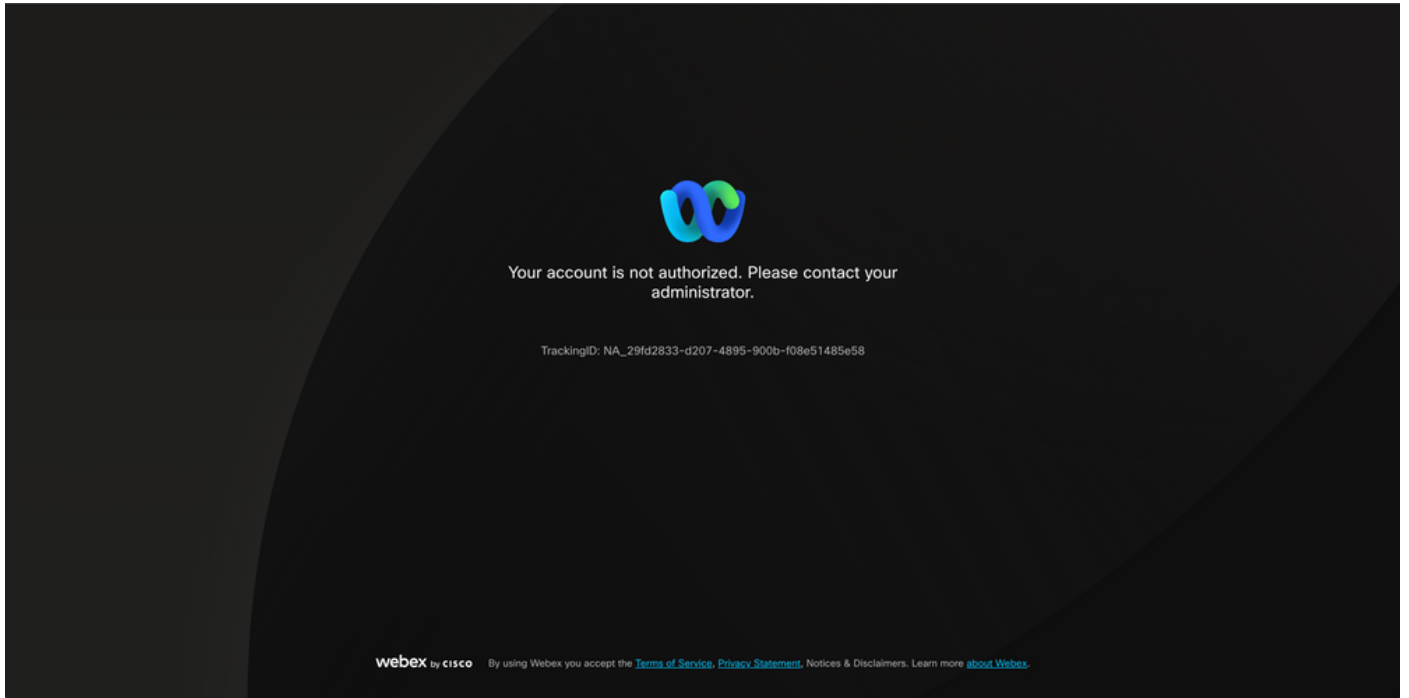 Your account is not authorized. Please contact your
administrator.
TrackingID: NA_29fd2833-d207-4895-900b-f08e51485e58
webex by CISCO By using Webex you accept the Terms of Service, Privacy Statement, Notices & Disclaimers. Learn more about Webex.